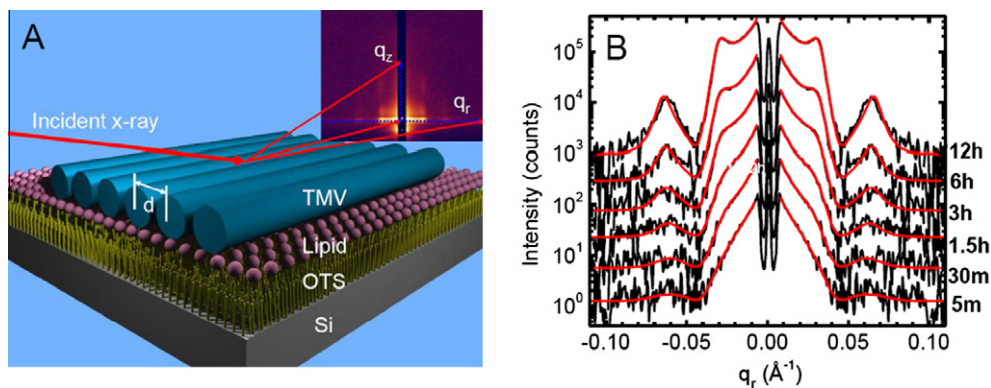 A
q_z
q_r
Incident x-ray
d
TMV
Lipid
OTS
Si
B
Intensity (counts)
10^5
10^4
10^3
10^2
10^1
10^0
12h
6h
3h
1.5h
30m
5m
-0.10 -0.05 0.00 0.05 0.10
q_r (Å^-1)